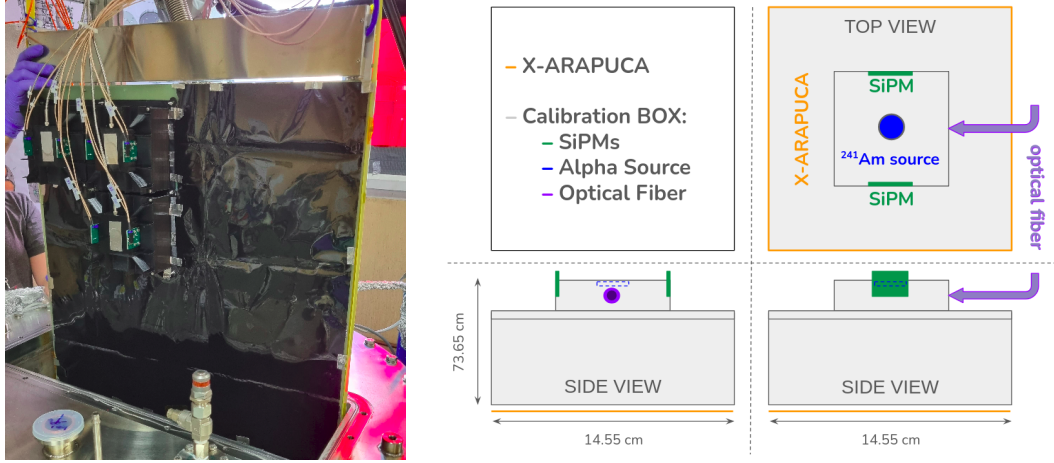 – X-ARAPUCA
– Calibration BOX:
– SiPMs
– Alpha Source
– Optical Fiber
TOP VIEW
SiPM
X-ARAPUCA
²⁴¹Am source
SiPM
optical fiber
73.65 cm
SIDE VIEW
14.55 cm
SIDE VIEW
14.55 cm